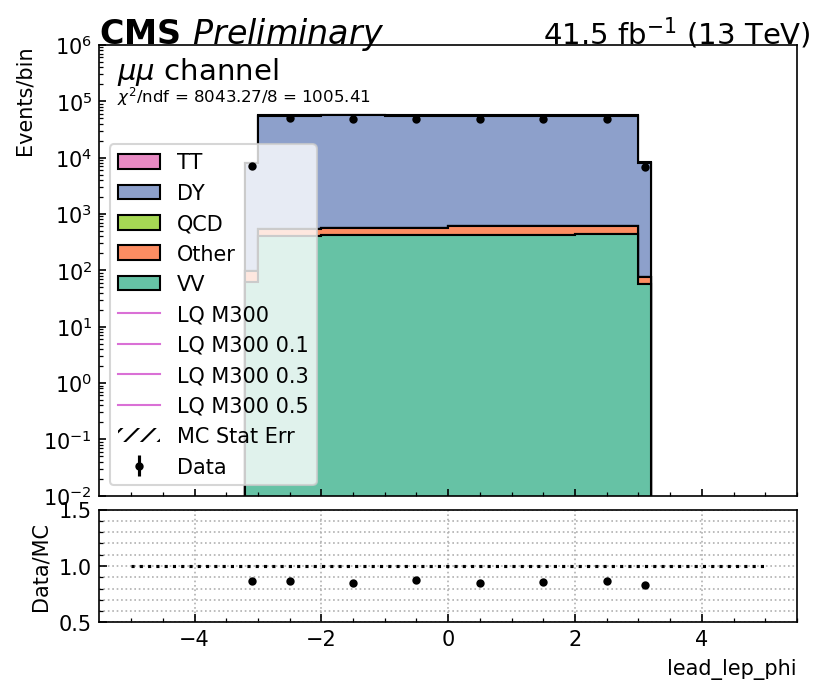 CMS Preliminary 41.5 fb⁻¹ (13 TeV)
10⁶
Events/bin
μμ channel
χ²/ndf = 8043.27/8 = 1005.41
10⁵
10⁴
10³
10²
10¹
10⁰
10⁻¹
10⁻²
TT
DY
QCD
Other
VV
LQ M300
LQ M300 0.1
LQ M300 0.3
LQ M300 0.5
MC Stat Err
Data
Data/MC
1.5
1.0
0.5
−4 −2 0 2 4
lead_lep_phi